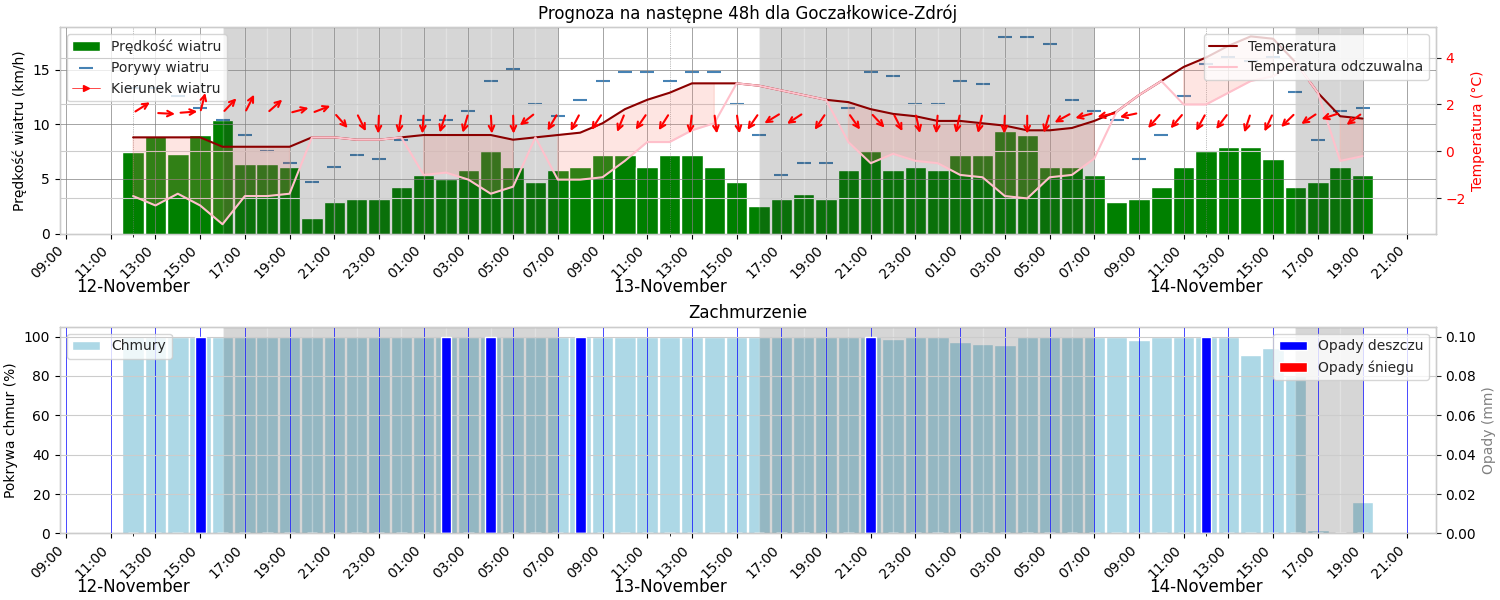 Prognoza na następne 48h dla Goczałkowice-Zdrój
Prędkość wiatru
Porywy wiatru
Kierunek wiatru
Temperatura
Temperatura odczuwalna
Prędkość wiatru (km/h)
15
10
5
0
Temperatura (°C)
4
2
0
−2
09:00 11:00 13:00 15:00 17:00 19:00 21:00 23:00 01:00 03:00 05:00 07:00 09:00 11:00 13:00 15:00 17:00 19:00 21:00 23:00 01:00 03:00 05:00 07:00 09:00 11:00 13:00 15:00 17:00 19:00 21:00
12-November 13-November 14-November
Zachmurzenie
Chmury
Opady deszczu
Opady śniegu
Pokrywa chmur (%)
100
80
60
40
20
0
Opady (mm)
0.10
0.08
0.06
0.04
0.02
0.00
09:00 11:00 13:00 15:00 17:00 19:00 21:00 23:00 01:00 03:00 05:00 07:00 09:00 11:00 13:00 15:00 17:00 19:00 21:00 23:00 01:00 03:00 05:00 07:00 09:00 11:00 13:00 15:00 17:00 19:00 21:00
12-November 13-November 14-November